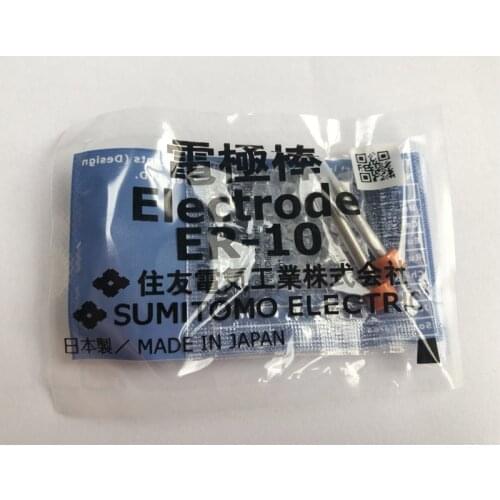 電極棒
Electrode
ER-10
住友電気工業株式会社
SUMITOMO ELECTRIC
日本製/ MADE IN JAPAN